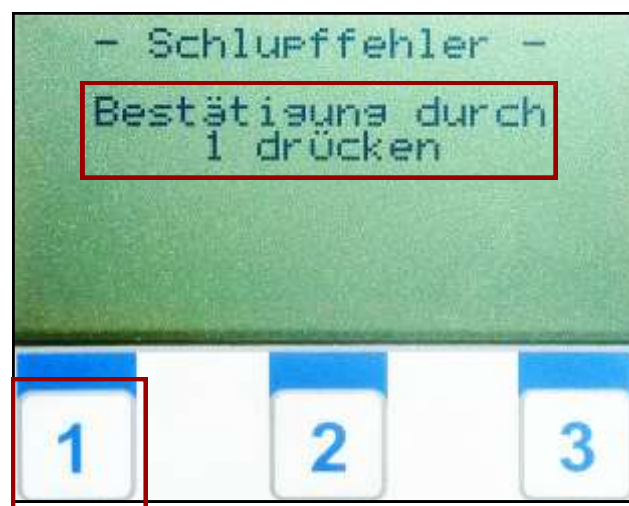 - Schlupffehler -
Bestätigung durch
1 drücken
1 2 3